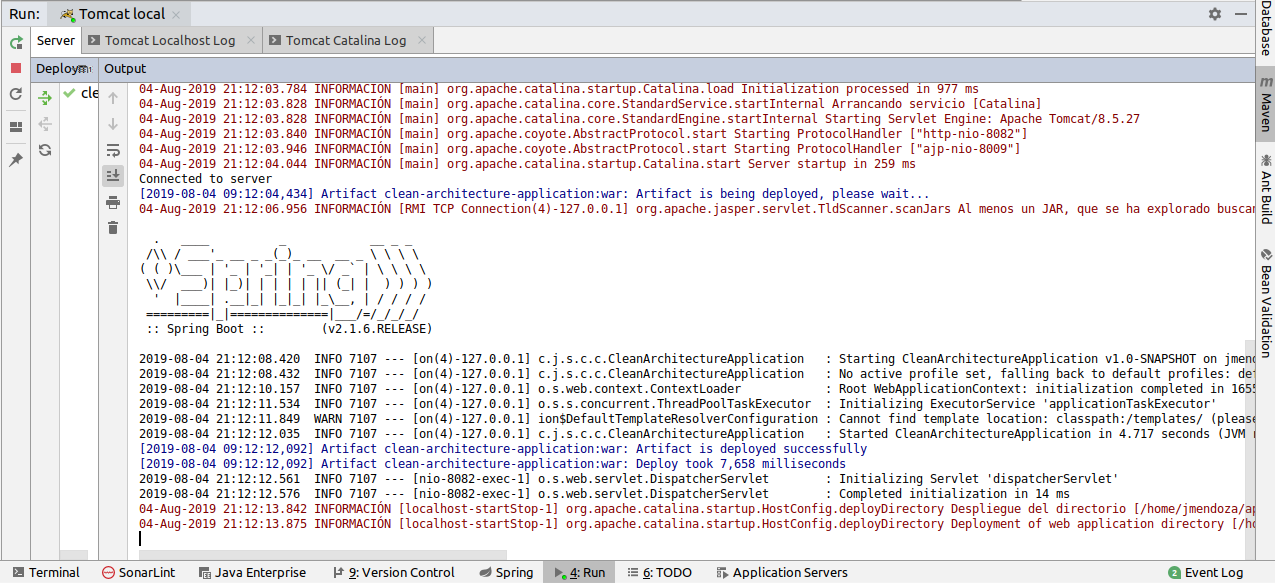 Run: Tomcat local
Server Tomcat Localhost Log Tomcat Catalina Log
Output
cle
04-Aug-2019 21:12:03.784 INFORMACIÓN [main] org.apache.catalina.startup.Catalina.load Initialization processed in 977 ms
04-Aug-2019 21:12:03.828 INFORMACIÓN [main] org.apache.catalina.core.StandardService.startInternal Arrancando servicio [Catalina]
04-Aug-2019 21:12:03.828 INFORMACIÓN [main] org.apache.catalina.core.StandardEngine.startInternal Starting Servlet Engine: Apache Tomcat/8.5.27
04-Aug-2019 21:12:03.840 INFORMACIÓN [main] org.apache.coyote.AbstractProtocol.start Starting ProtocolHandler ["http-nio-8082"]
04-Aug-2019 21:12:03.946 INFORMACIÓN [main] org.apache.coyote.AbstractProtocol.start Starting ProtocolHandler ["ajp-nio-8009"]
04-Aug-2019 21:12:04.044 INFORMACIÓN [main] org.apache.catalina.startup.Catalina.start Server startup in 259 ms
Connected to server
[2019-08-04 09:12:04,434] Artifact clean-architecture-application:war: Artifact is being deployed, please wait...
04-Aug-2019 21:12:06.956 INFORMACIÓN [RMI TCP Connection(4)-127.0.0.1] org.apache.jasper.servlet.TldScanner.scanJars Al menos un JAR, que se ha explorado buscan
  .   ____          _            __ _ _
 /\\ / ___'_ __ _ _(_)_ __  __ _ \ \ \ \
( ( )\___ | '_ | '_| | '_ \/ _` | \ \ \ \
 \\/  ___)| |_)| | | | | || (_| |  ) ) ) )
  '  |____| .__|_| |_|_| |_\__, | / / / /
 =========|_|==============|___/=/_/_/_/
 :: Spring Boot ::        (v2.1.6.RELEASE)
2019-08-04 21:12:08.420  INFO 7107 --- [on(4)-127.0.0.1] c.j.s.c.c.CleanArchitectureApplication   : Starting CleanArchitectureApplication v1.0-SNAPSHOT on jmend
2019-08-04 21:12:08.432  INFO 7107 --- [on(4)-127.0.0.1] c.j.s.c.c.CleanArchitectureApplication   : No active profile set, falling back to default profiles: def
2019-08-04 21:12:10.157  INFO 7107 --- [on(4)-127.0.0.1] o.s.web.context.ContextLoader            : Root WebApplicationContext: initialization completed in 1655
2019-08-04 21:12:11.534  INFO 7107 --- [on(4)-127.0.0.1] o.s.s.concurrent.ThreadPoolTaskExecutor  : Initializing ExecutorService 'applicationTaskExecutor'
2019-08-04 21:12:11.849  WARN 7107 --- [on(4)-127.0.0.1] ion$DefaultTemplateResolverConfiguration : Cannot find template location: classpath:/templates/ (please
2019-08-04 21:12:12.035  INFO 7107 --- [on(4)-127.0.0.1] c.j.s.c.c.CleanArchitectureApplication   : Started CleanArchitectureApplication in 4.717 seconds (JVM r
[2019-08-04 09:12:12,092] Artifact clean-architecture-application:war: Artifact is deployed successfully
[2019-08-04 09:12:12,092] Artifact clean-architecture-application:war: Deploy took 7,658 milliseconds
2019-08-04 21:12:12.561  INFO 7107 --- [nio-8082-exec-1] o.s.web.servlet.DispatcherServlet        : Initializing Servlet 'dispatcherServlet'
2019-08-04 21:12:12.576  INFO 7107 --- [nio-8082-exec-1] o.s.web.servlet.DispatcherServlet        : Completed initialization in 14 ms
04-Aug-2019 21:12:13.842 INFORMACIÓN [localhost-startStop-1] org.apache.catalina.startup.HostConfig.deployDirectory Despliegue del directorio [/home/jmendoza/ap
04-Aug-2019 21:12:13.875 INFORMACIÓN [localhost-startStop-1] org.apache.catalina.startup.HostConfig.deployDirectory Deployment of web application directory [/ho
Database
Maven
Ant Build
Bean Validation
Terminal SonarLint Java Enterprise 9: Version Control Spring 4: Run 6: TODO Application Servers 2 Event Log